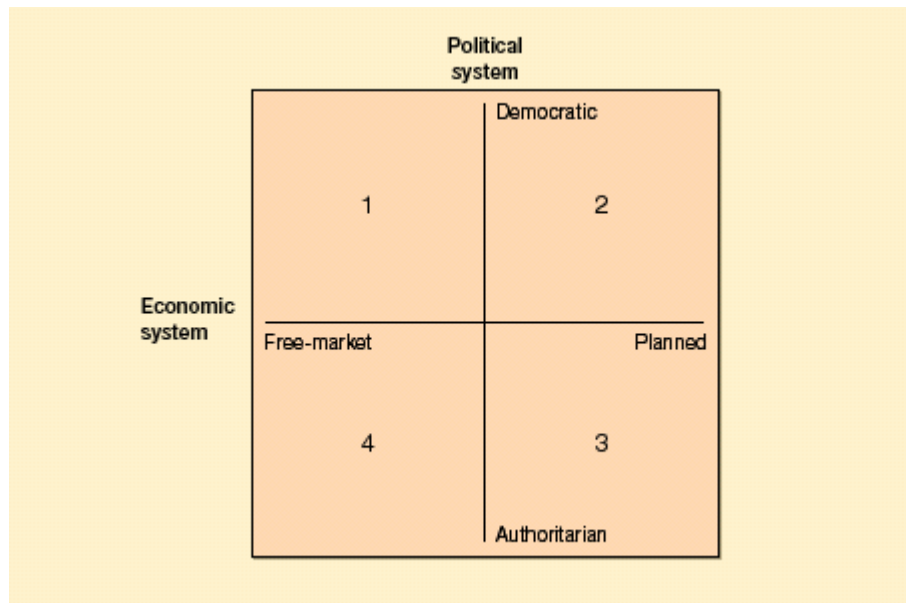 Political
system
Democratic
1
2
Economic
system
Free-market
Planned
4
3
Authoritarian